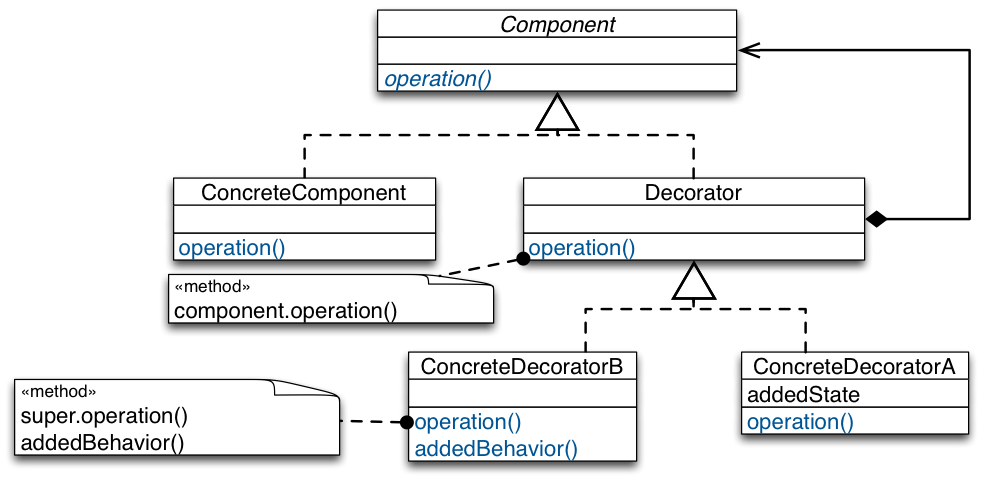 Component
operation()
ConcreteComponent
operation()
Decorator
operation()
«method»
component.operation()
ConcreteDecoratorB
operation()
addedBehavior()
ConcreteDecoratorA
addedState
operation()
«method»
super.operation()
addedBehavior()